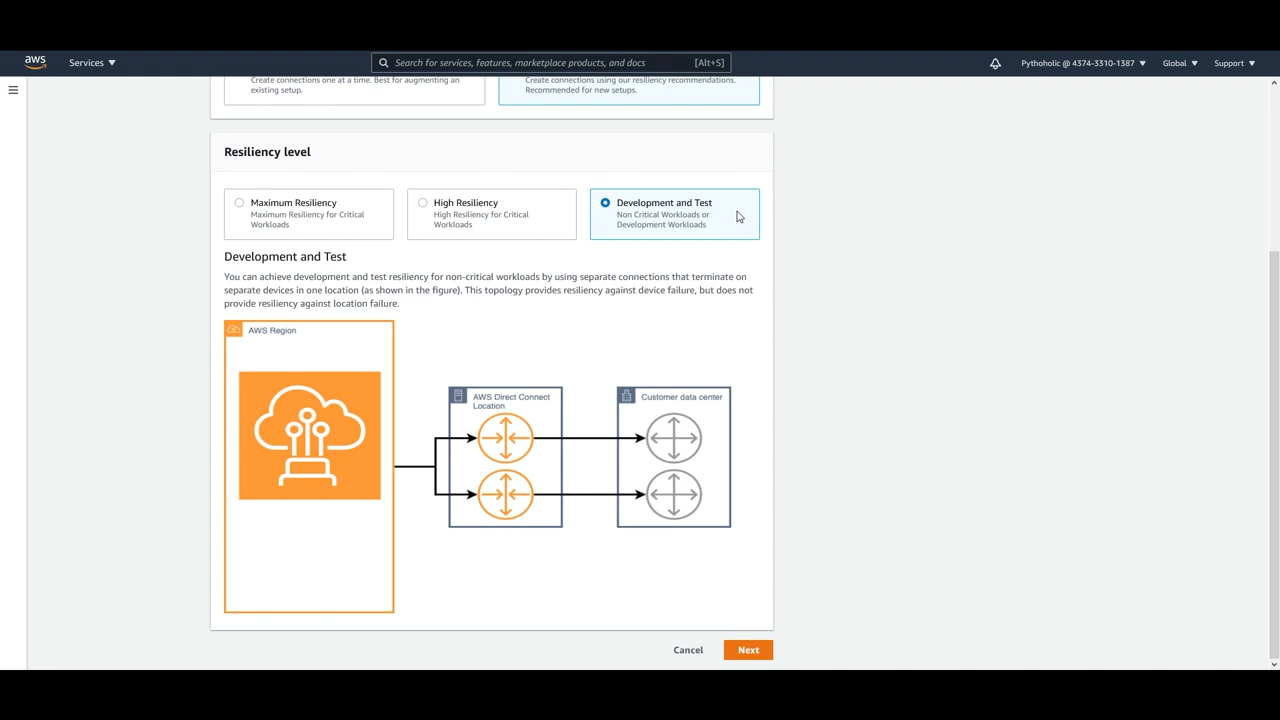 aws
Services
Search for services, features, marketplace products, and docs
[Alt+S]
Pythoholic @ 4374-3310-1387
Global
Support
Create connections one at a time. Best for augmenting an
existing setup.
Create connections using our resiliency recommendations.
Recommended for new setups.
Resiliency level
Maximum Resiliency
Maximum Resiliency for Critical
Workloads
High Resiliency
High Resiliency for Critical
Workloads
Development and Test
Non Critical Workloads or
Development Workloads
Development and Test
You can achieve development and test resiliency for non-critical workloads by using separate connections that terminate on
separate devices in one location (as shown in the figure). This topology provides resiliency against device failure, but does not
provide resiliency against location failure.
AWS Region
AWS Direct Connect
Location
Customer data center
Cancel
Next